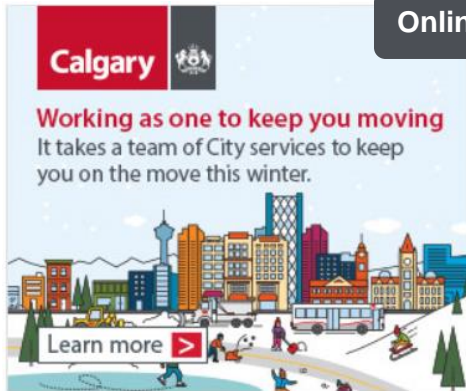 Onlin
Calgary
Working as one to keep you moving
It takes a team of City services to keep
you on the move this winter.
Learn more >